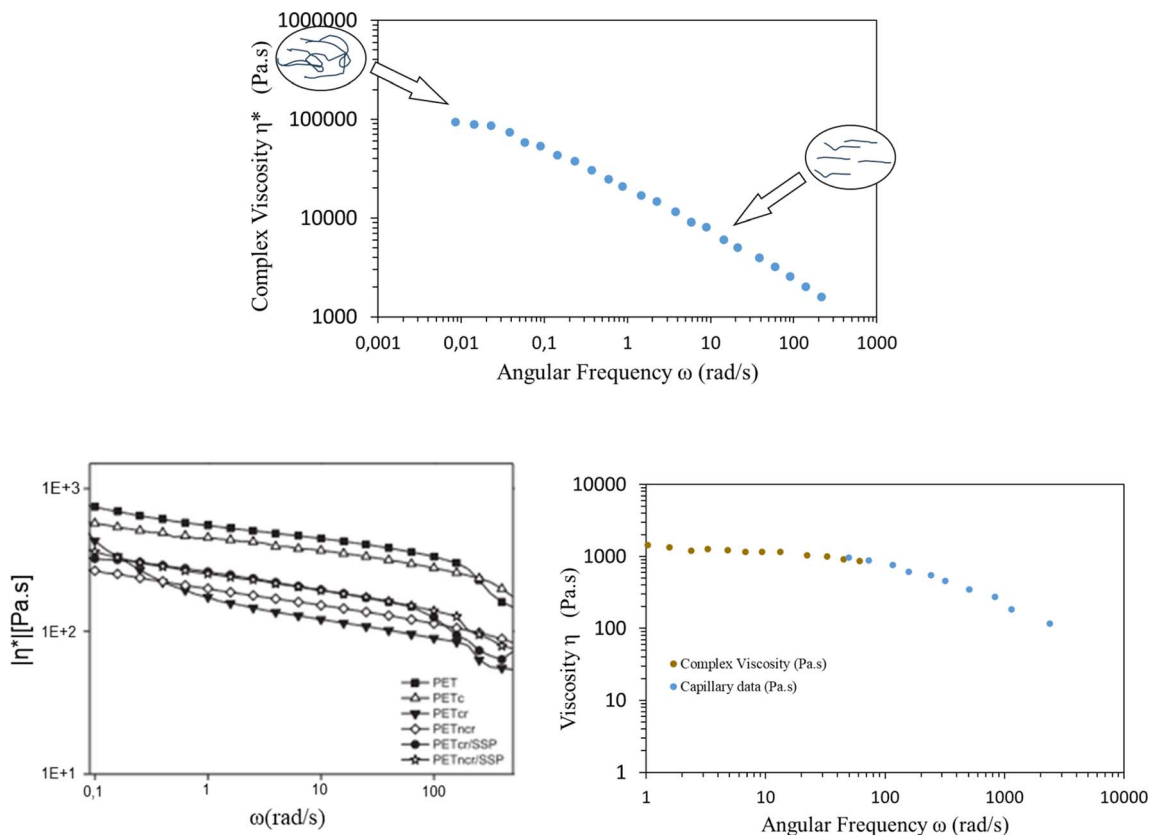 1000000
100000
10000
1000
Complex Viscosity η* (Pa.s)
0,001 0,01 0,1 1 10 100 1000
Angular Frequency ω (rad/s)
1E+3
1E+2
1E+1
|η*|[Pa.s]
PET
PETc
PETcr
PETncr
PETcr/SSP
PETncr/SSP
0,1 1 10 100
ω(rad/s)
10000
1000
100
10
1
Viscosity η (Pa.s)
Complex Viscosity (Pa.s)
Capillary data (Pa.s)
1 10 100 1000 10000
Angular Frequency ω (rad/s)